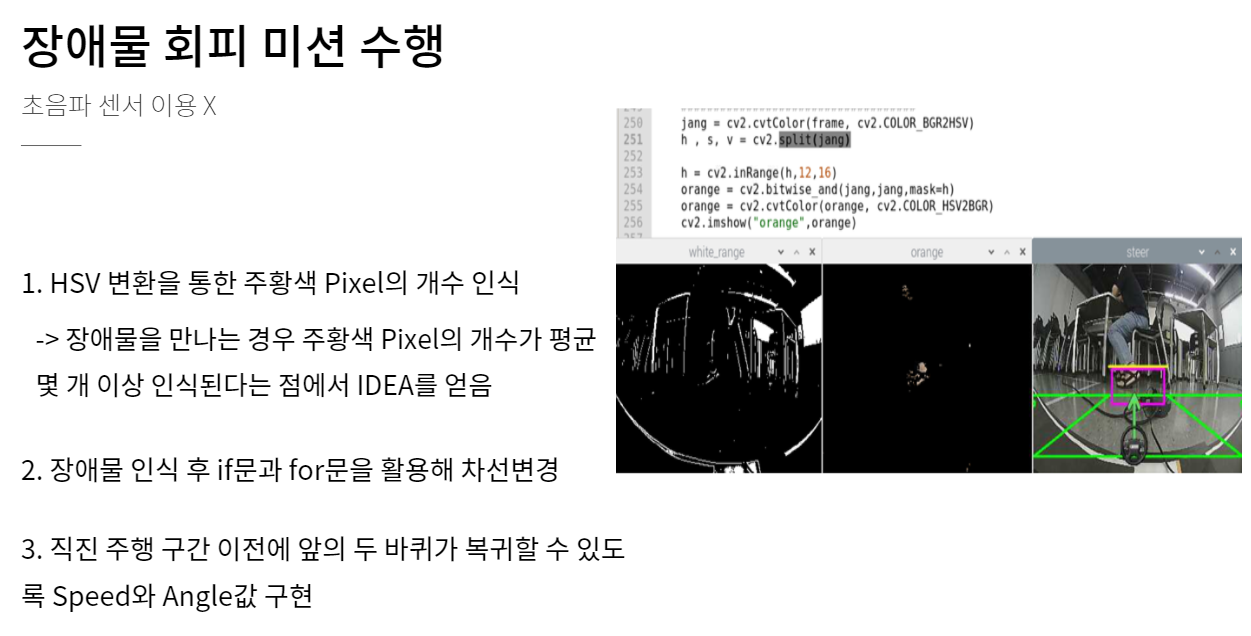 장애물 회피 미션 수행
초음파 센서 이용 X
250 jang = cv2.cvtColor(frame, cv2.COLOR_BGR2HSV)
251 h , s, v = cv2.split(jang)
252
253 h = cv2.inRange(h,12,16)
254 orange = cv2.bitwise_and(jang,jang,mask=h)
255 orange = cv2.cvtColor(orange, cv2.COLOR_HSV2BGR)
256 cv2.imshow("orange",orange)
white_range
orange
steer
1. HSV 변환을 통한 주황색 Pixel의 개수 인식
-> 장애물을 만나는 경우 주황색 Pixel의 개수가 평균
몇 개 이상 인식된다는 점에서 IDEA를 얻음
2. 장애물 인식 후 if문과 for문을 활용해 차선변경
3. 직진 주행 구간 이전에 앞의 두 바퀴가 복귀할 수 있도
록 Speed와 Angle값 구현